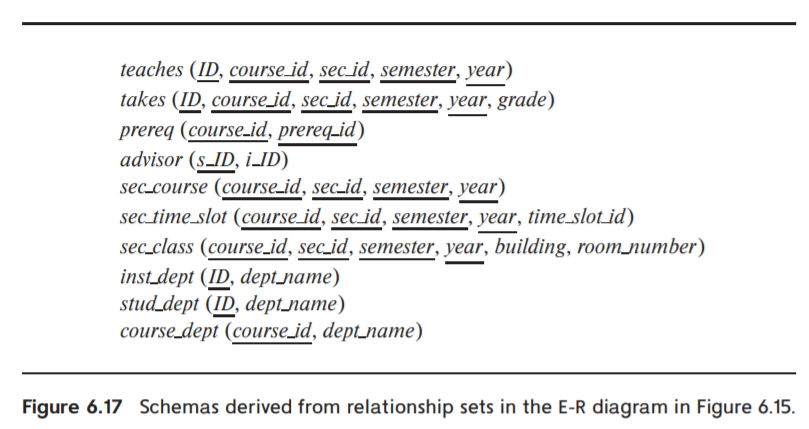 teaches (ID, course_id, sec_id, semester, year)
takes (ID, course_id, sec_id, semester, year, grade)
prereq (course_id, prereq_id)
advisor (s_ID, i_ID)
sec_course (course_id, sec_id, semester, year)
sec_time_slot (course_id, sec_id, semester, year, time_slot_id)
sec_class (course_id, sec_id, semester, year, building, room_number)
inst_dept (ID, dept_name)
stud_dept (ID, dept_name)
course_dept (course_id, dept_name)
Figure 6.17 Schemas derived from relationship sets in the E-R diagram in Figure 6.15.